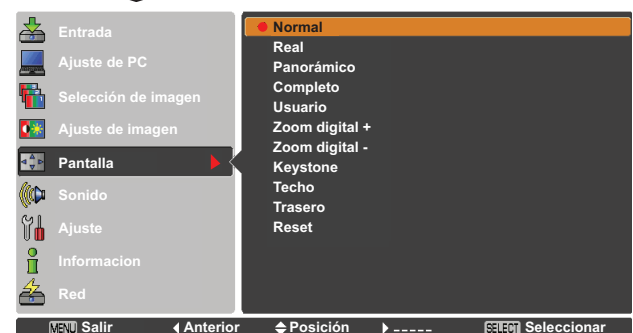 Entrada
Ajuste de PC
Selección de imagen
Ajuste de imagen
Pantalla
Sonido
Ajuste
Informacion
Red
Normal
Real
Panorámico
Completo
Usuario
Zoom digital +
Zoom digital -
Keystone
Techo
Trasero
Reset
MENU Salir Anterior Posición ----- SELECT Seleccionar